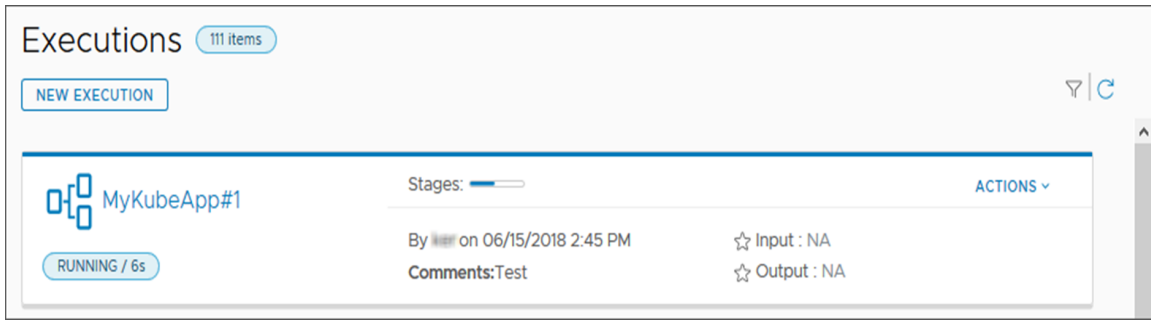 Executions 111 items
NEW EXECUTION
MyKubeApp#1
RUNNING / 6s
Stages:
ACTIONS
By on 06/15/2018 2:45 PM
Comments:Test
Input : NA
Output : NA